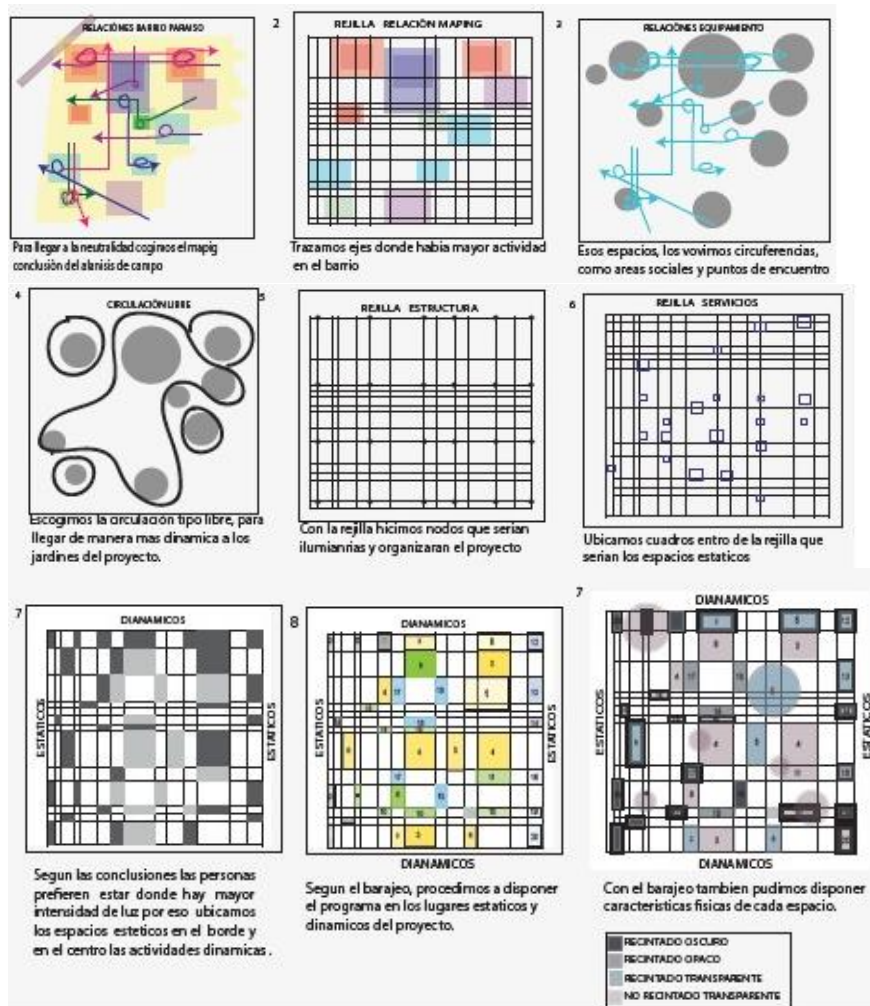 RELACIÓNES BARRIO PARAISO
Para llegar a la neutralidad cogimos el mapig
conclusiòn del alanisis de campo
2
REJILLA RELACIÒN MAPING
Trazamos ejes donde habia mayor actividad
en el barrio
3
RELACIÒNES EQUIPAMIENTO
Esos espacios, los vovimos circuferencias,
como areas sociales y puntos de encuentro
4
CIRCULACIÒN LIBRE
Escogimos la circulación tipo libre, para
llegar de manera mas dinamica a los
jardines del proyecto.
5
REJILLA ESTRUCTURA
Con la rejilla hicimos nodos que serian
ilumianrias y organizaran el proyecto
6
REJILLA SERVICIOS
Ubicamos cuadros entro de la rejilla que
serian los espacios estaticos
7
DIANAMICOS
ESTATICOS
ESTATICOS
Segun las conclusiones las personas
prefieren estar donde hay mayor
intensidad de luz por eso ubicamos
los espacios esteticos en el borde y
en el centro las actividades dinamicas.
8
DIANAMICOS
DIANAMICOS
Segun el barajeo, procedimos a disponer
el programa en los lugares estaticos y
dinamicos del proyecto.
7
DIANAMICOS
ESTATICOS
ESTATICOS
DIANAMICOS
Con el barajeo tambien pudimos disponer
caracteristicas fisicas de cada espacio.
RECINTADO OSCURO
RECINTADO OPACO
RECINTADO TRANSPARENTE
NO RECINTADO TRANSPARENTE